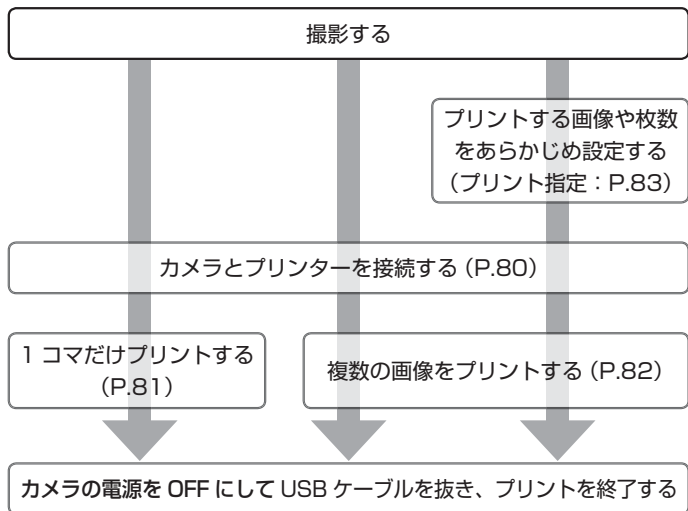 撮影する
プリントする画像や枚数
をあらかじめ設定する
（プリント指定：P.83）
カメラとプリンターを接続する（P.80）
1 コマだけプリントする
（P.81）
複数の画像をプリントする（P.82）
カメラの電源を OFF にして USB ケーブルを抜き、プリントを終了する